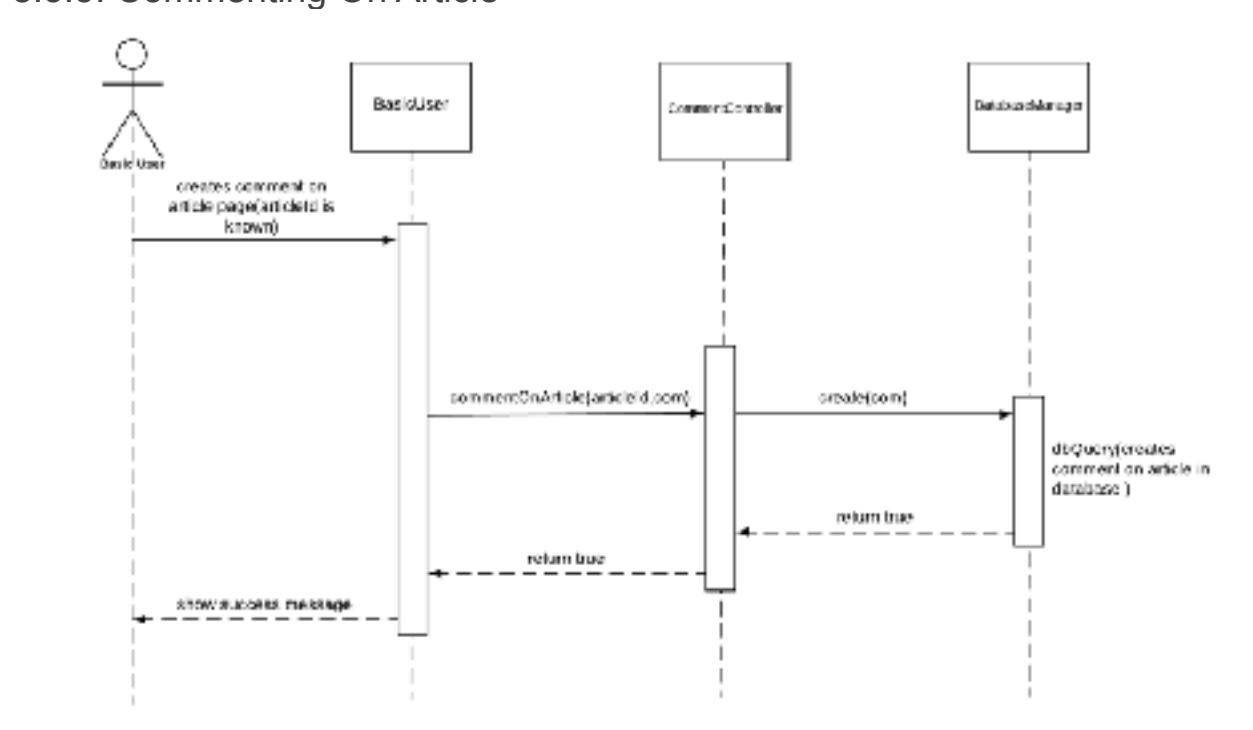 Commenting On Article
BasicUser
CommentController
DatabaseManager
Basic User
creates comment on
article page(articleId is
known)
commentOnArticle(articleId,com)
create(com)
dbQuery(creates
comment on article in
database )
return true
return true
show success message